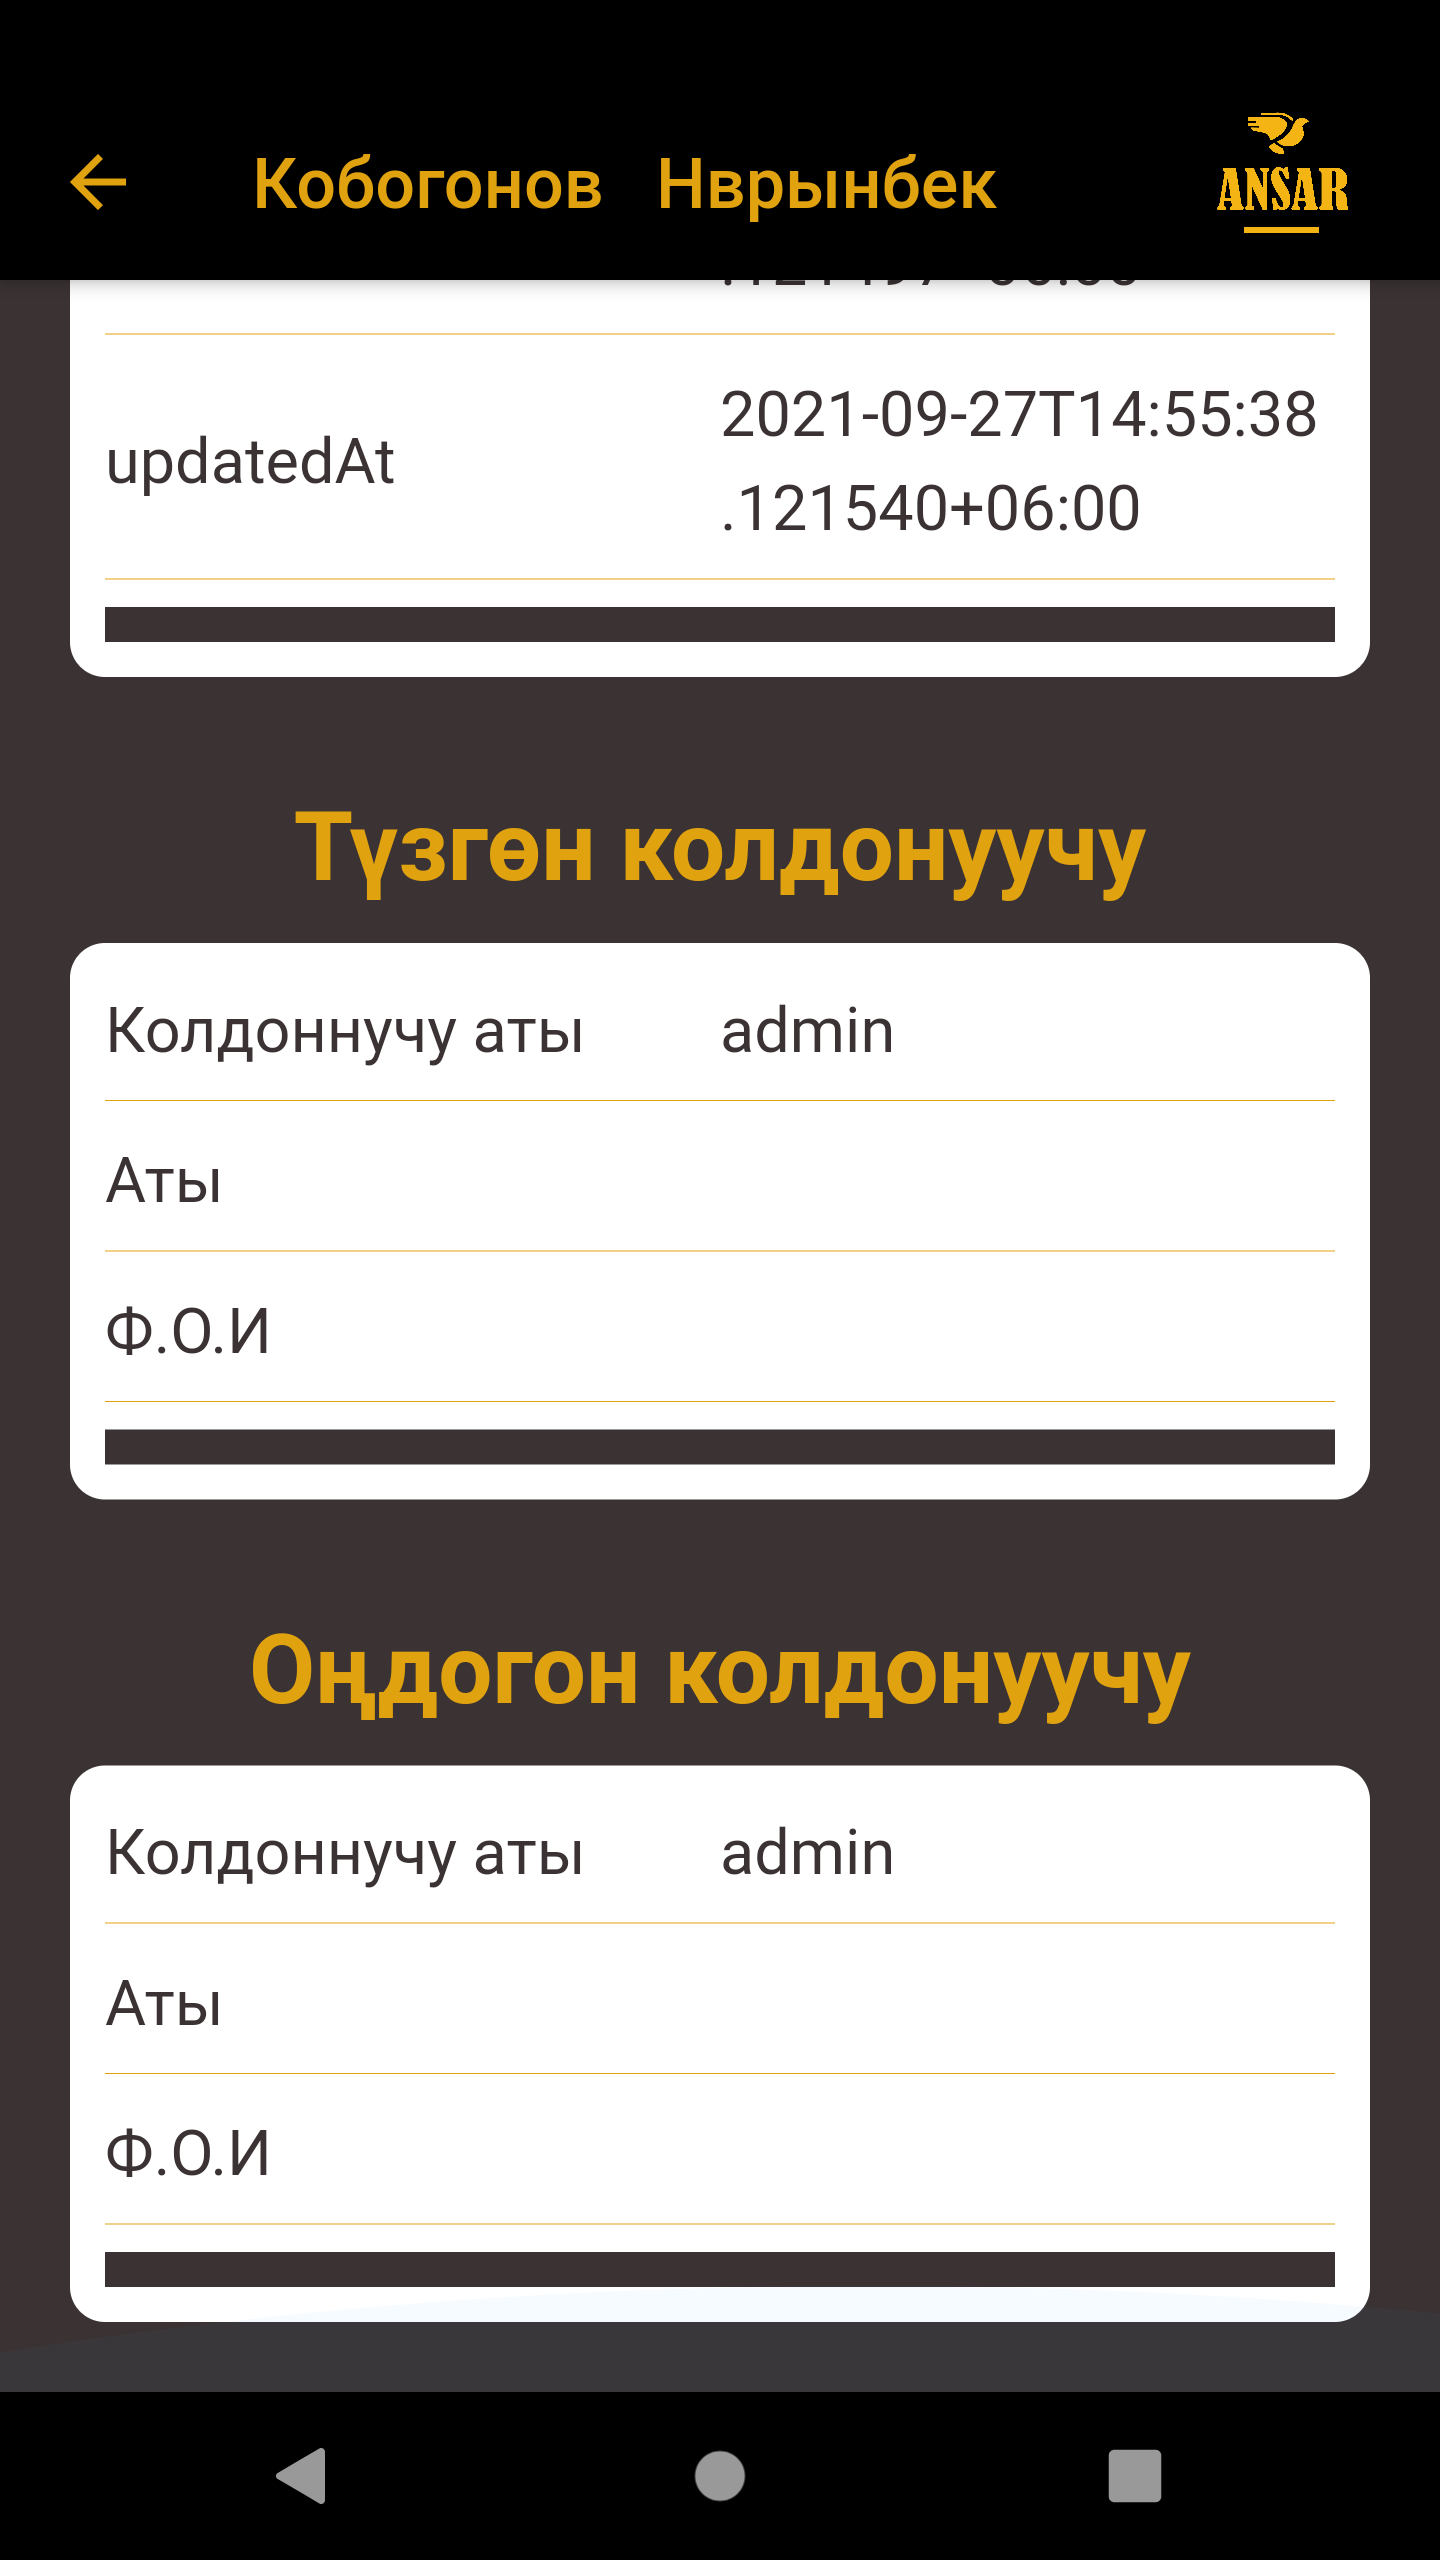 Кобогонов Нврынбек
ANSAR
2021-09-27T14:55:38
updatedAt
.121540+06:00
Түзгөн колдонуучу
Колдоннучу аты admin
Аты
Ф.О.И
Оңдогон колдонуучу
Колдоннучу аты admin
Аты
Ф.О.И